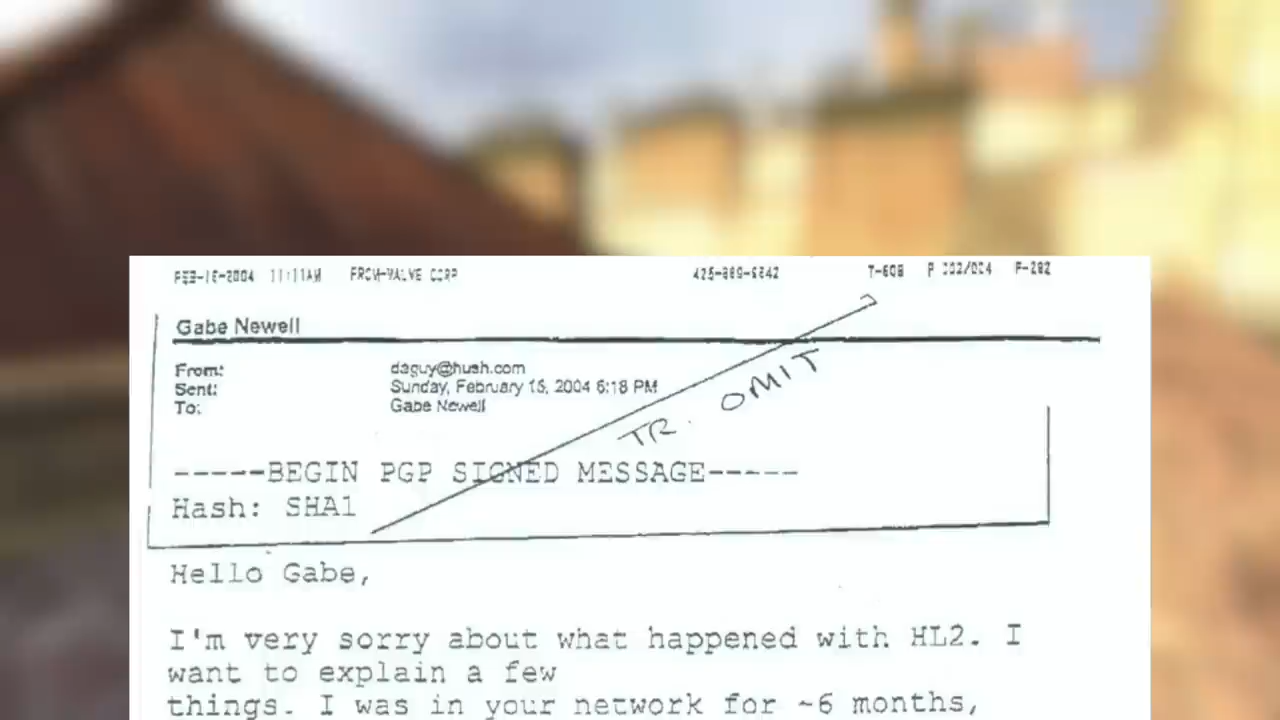 FEB-16-2004 11:11AM FROM-VALVE CORP 425-889-9642 T-608 P 002/004 F-282
Gabe Newell
From: daguy@hush.com
Sent: Sunday, February 15, 2004 6:18 PM
To: Gabe Newell
TR. OMIT
-----BEGIN PGP SIGNED MESSAGE-----
Hash: SHA1
Hello Gabe,
I'm very sorry about what happened with HL2. I
want to explain a few
things. I was in your network for ~6 months,